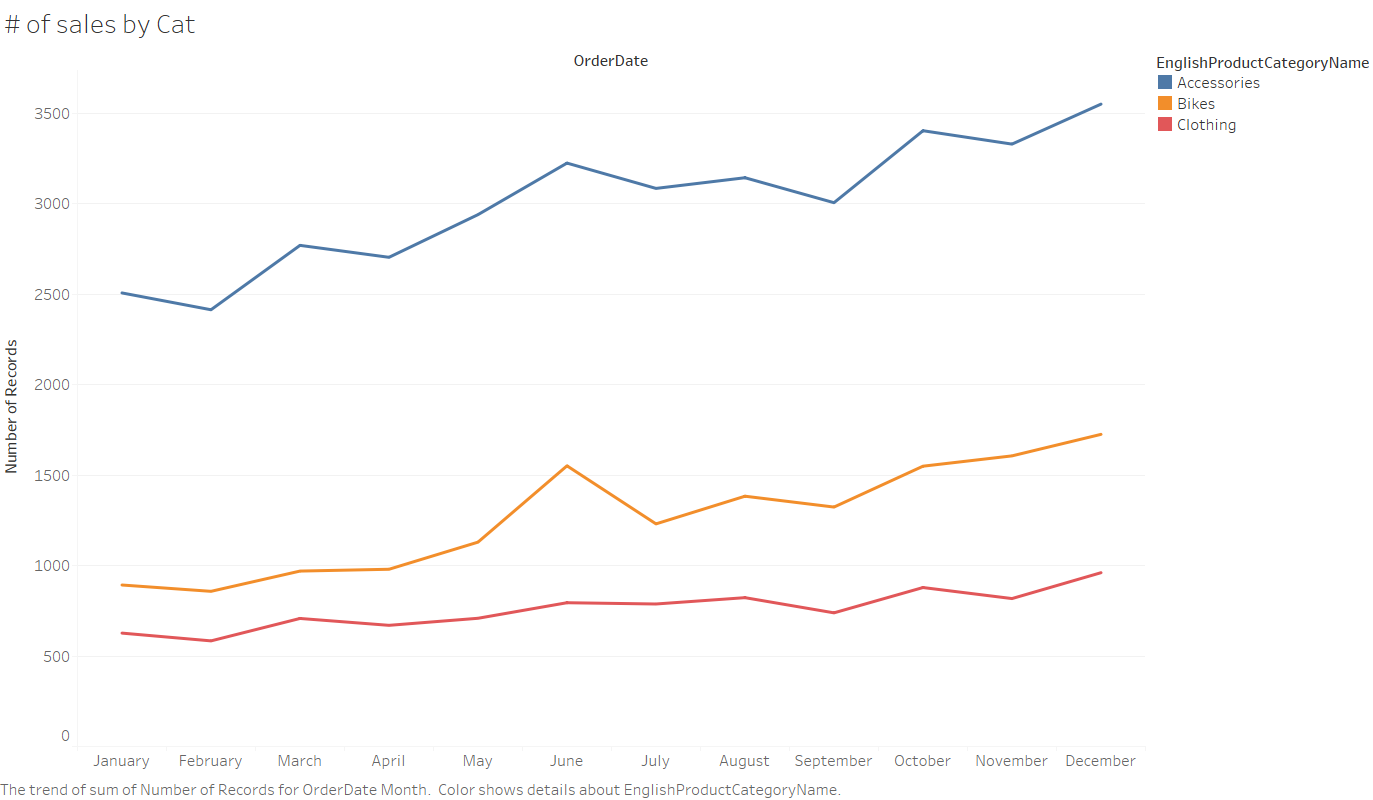 # of sales by Cat
OrderDate
EnglishProductCategoryName
Accessories
Bikes
Clothing
Number of Records
3500
3000
2500
2000
1500
1000
500
0
January February March April May June July August September October November December
The trend of sum of Number of Records for OrderDate Month.  Color shows details about EnglishProductCategoryName.